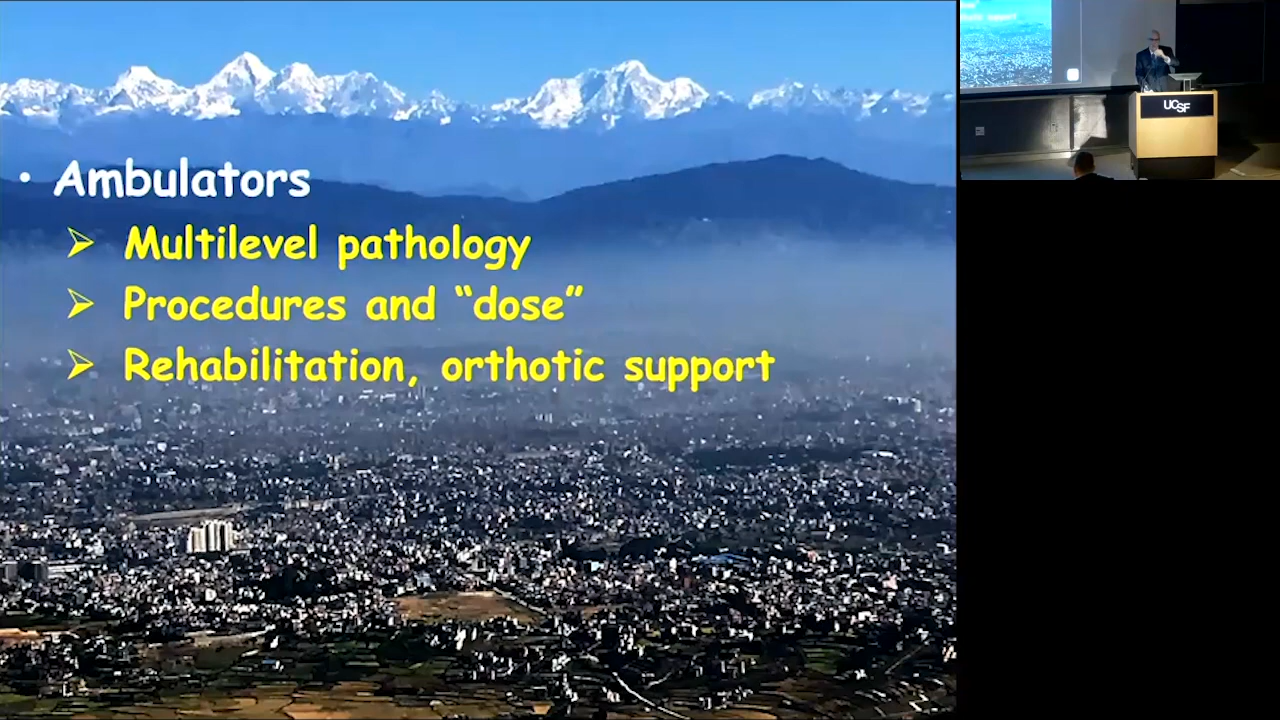 • Ambulators
➢ Multilevel pathology
➢ Procedures and “dose”
➢ Rehabilitation, orthotic support
UCSF